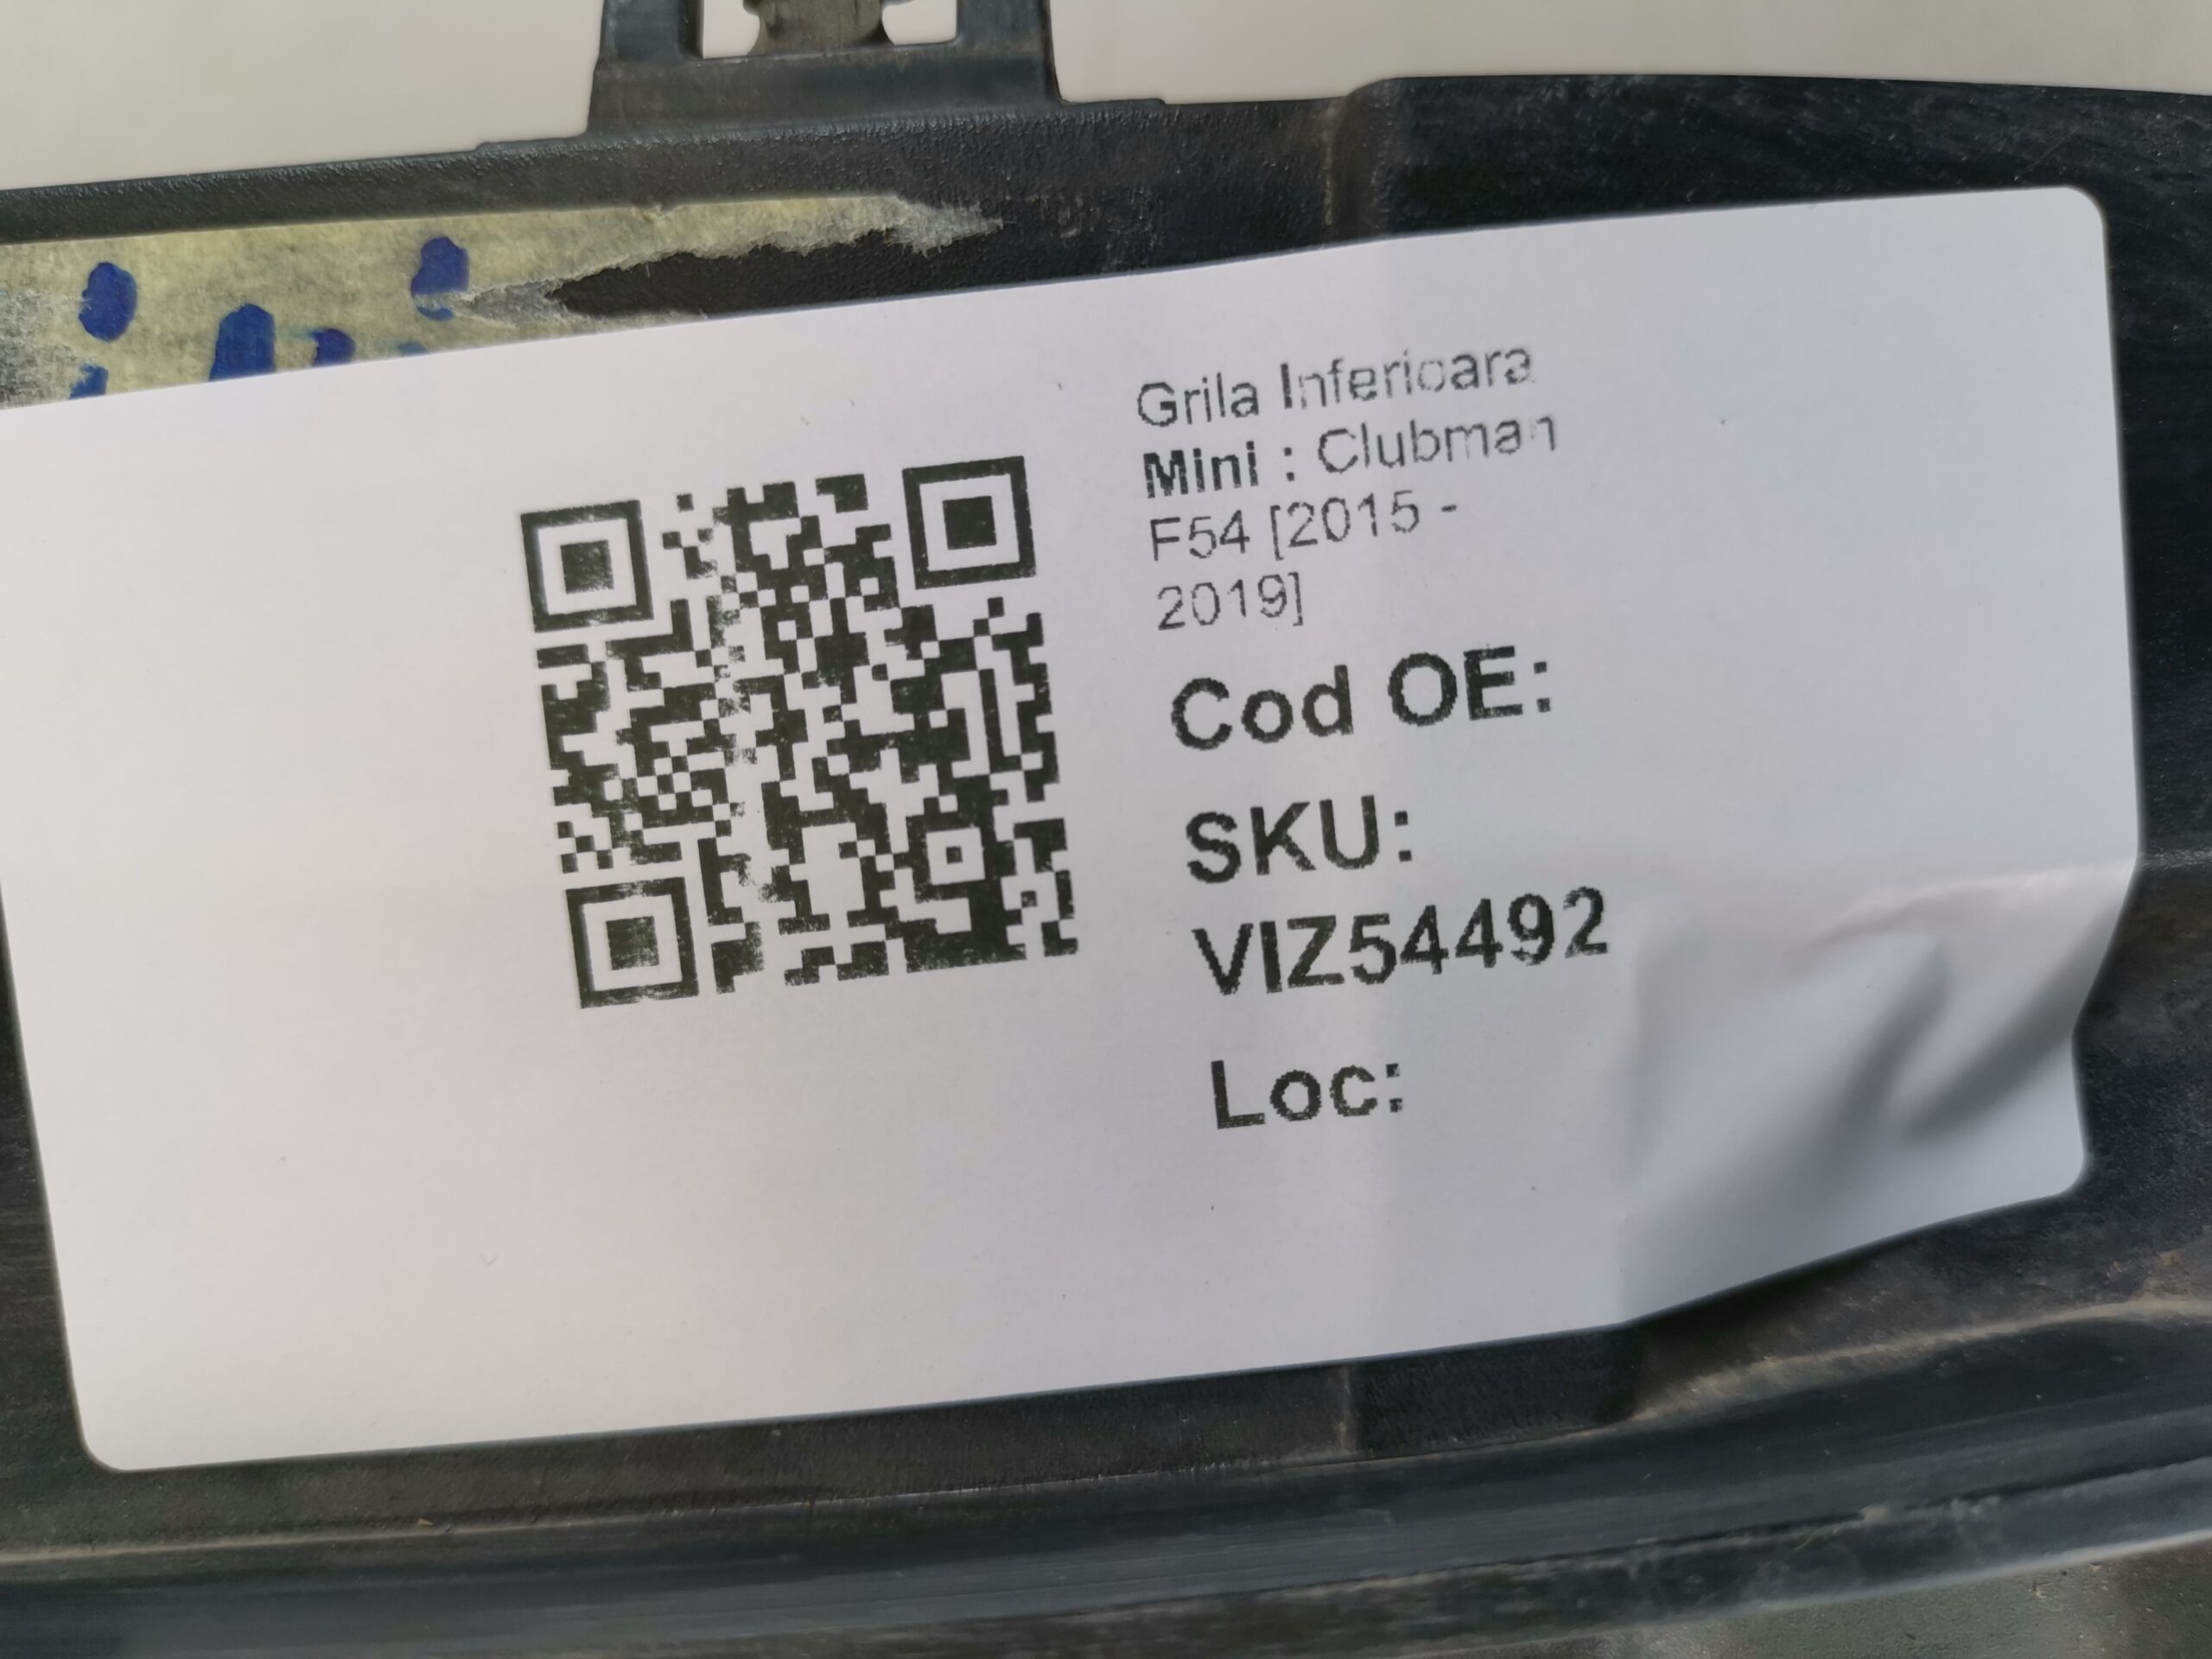 Grila Inferioara
Mini : Clubman
F54 [2015 -
2019]
Cod OE:
SKU:
VIZ54492
Loc: